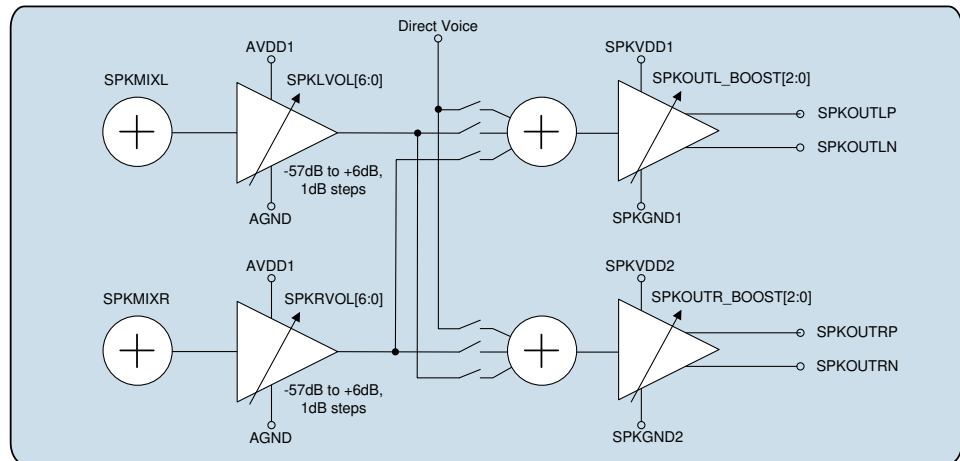 Direct Voice
AVDD1
SPKVDD1
SPKMIXL
SPKLVOL[6:0]
SPKOUTL_BOOST[2:0]
SPKOUTLP
SPKOUTLN
-57dB to +6dB,
1dB steps
AGND
SPKGND1
AVDD1
SPKVDD2
SPKMIXR
SPKRVOL[6:0]
SPKOUTR_BOOST[2:0]
SPKOUTRP
SPKOUTRN
-57dB to +6dB,
1dB steps
AGND
SPKGND2